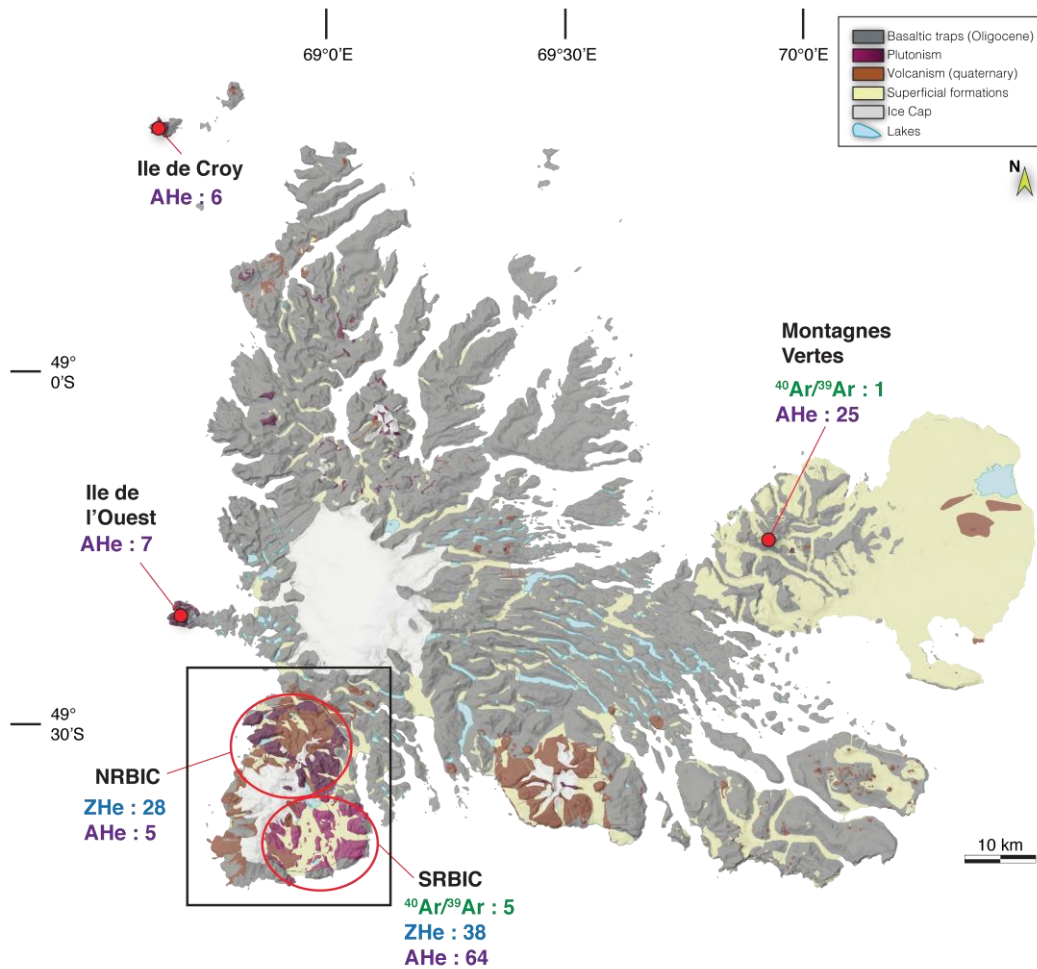 69°0'E
69°30'E
70°0'E
Basaltic traps (Oligocene)
Plutonism
Volcanism (quaternary)
Superficial formations
Ice Cap
Lakes
N
Ile de Croy
AHe : 6
49°
0'S
Montagnes
Vertes
⁴⁰Ar/³⁹Ar : 1
AHe : 25
Ile de
l'Ouest
AHe : 7
49°
30'S
NRBIC
ZHe : 28
AHe : 5
SRBIC
⁴⁰Ar/³⁹Ar : 5
ZHe : 38
AHe : 64
10 km